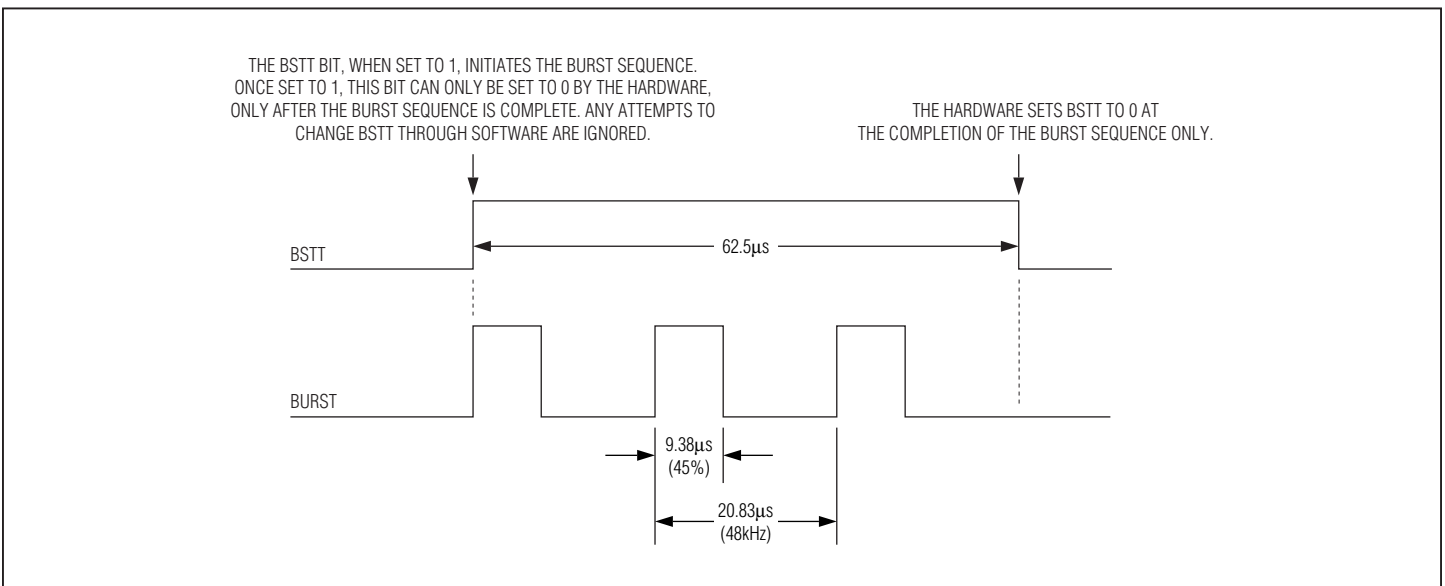 THE BSTT BIT, WHEN SET TO 1, INITIATES THE BURST SEQUENCE.
ONCE SET TO 1, THIS BIT CAN ONLY BE SET TO 0 BY THE HARDWARE,
ONLY AFTER THE BURST SEQUENCE IS COMPLETE. ANY ATTEMPTS TO
CHANGE BSTT THROUGH SOFTWARE ARE IGNORED.
THE HARDWARE SETS BSTT TO 0 AT
THE COMPLETION OF THE BURST SEQUENCE ONLY.
BSTT
62.5μs
BURST
9.38μs
(45%)
20.83μs
(48kHz)